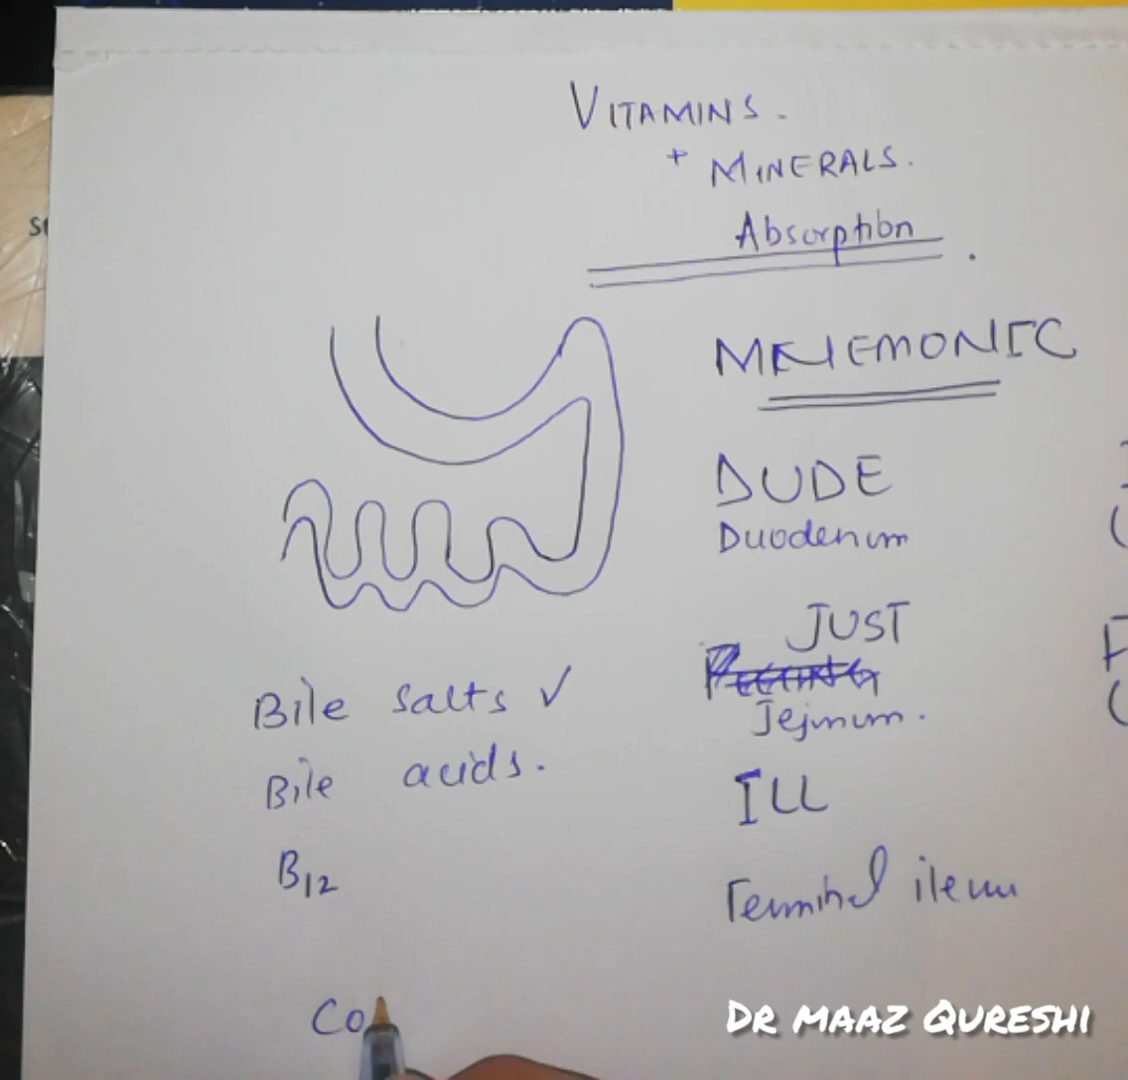 VITAMINS.
+ MINERALS.
Absorption
MNEMONIC
DUDE
Duodenum
JUST
Jejunum.
ILL
Terminal ileum
Bile salts ✓
Bile acids.
B12
Co
DR MAAZ QURESHI